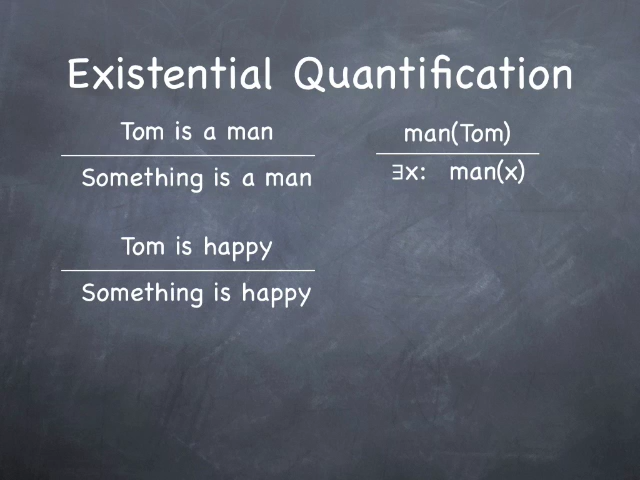 Existential Quantification
Tom is a man
Something is a man
man(Tom)
∃x: man(x)
Tom is happy
Something is happy